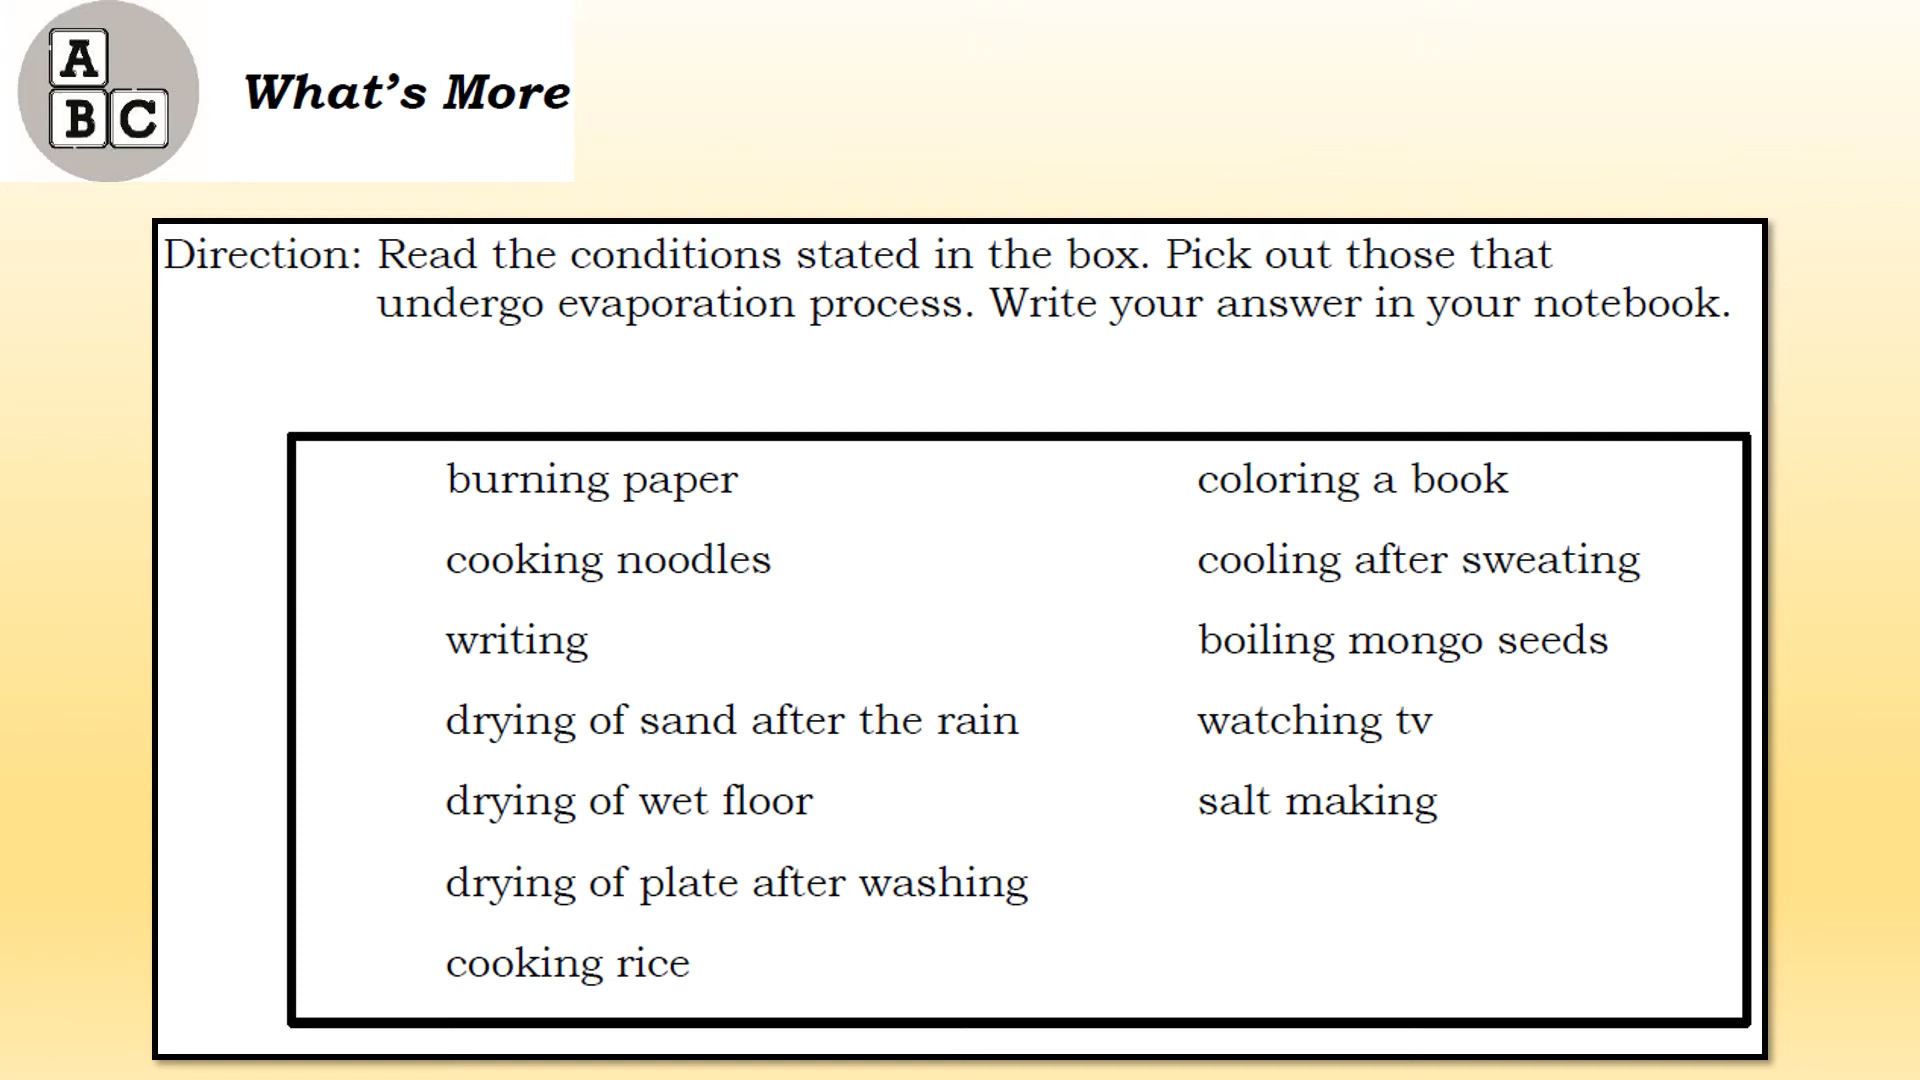 A
B C
What's More
Direction: Read the conditions stated in the box. Pick out those that
undergo evaporation process. Write your answer in your notebook.
burning paper
cooking noodles
writing
drying of sand after the rain
drying of wet floor
drying of plate after washing
cooking rice
coloring a book
cooling after sweating
boiling mongo seeds
watching tv
salt making